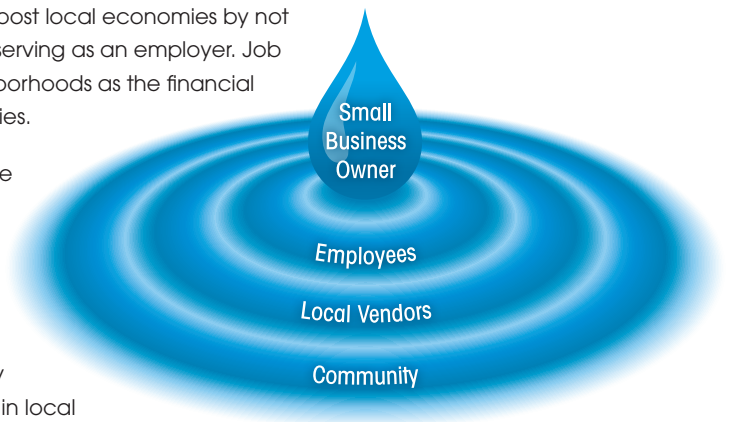 oost local economies by not
serving as an employer. Job
borhoods as the financial
ies.
e
y
in local
Small
Business
Owner
Employees
Local Vendors
Community